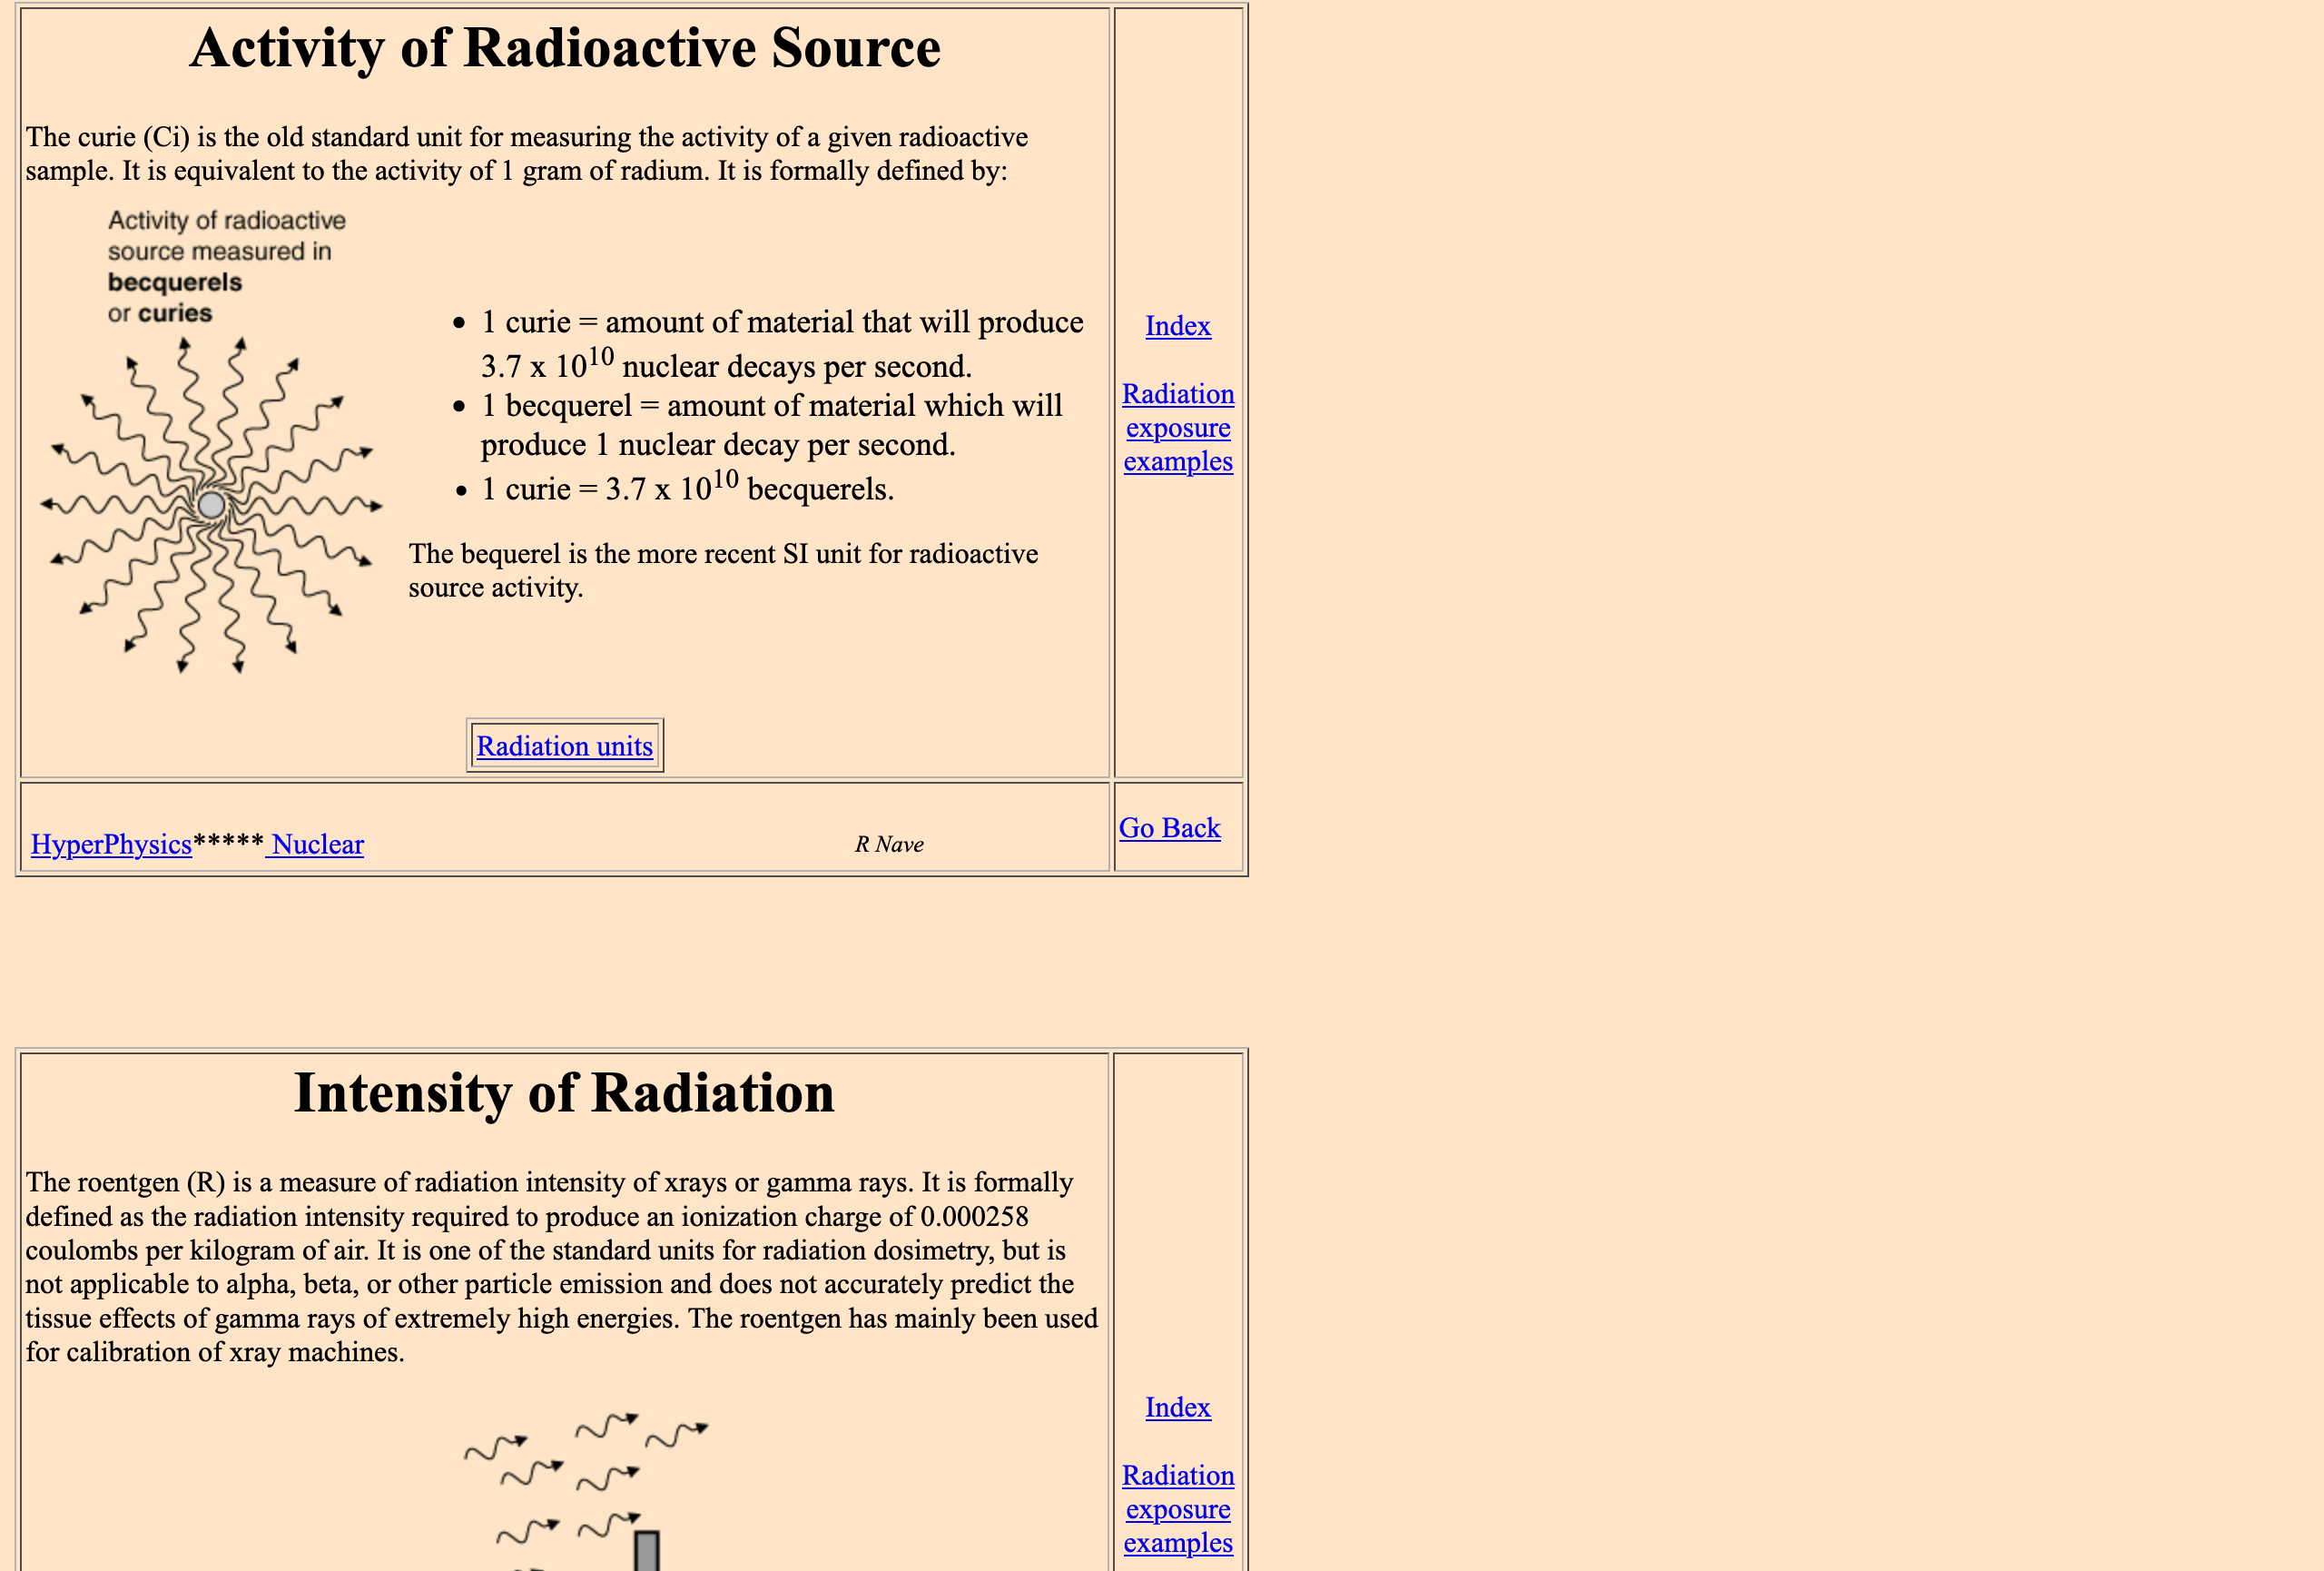 Activity of Radioactive Source
The curie (Ci) is the old standard unit for measuring the activity of a given radioactive
sample. It is equivalent to the activity of 1 gram of radium. It is formally defined by:
Activity of radioactive
source measured in
becquerels
or curies
• 1 curie = amount of material that will produce
3.7 x 10^10 nuclear decays per second.
• 1 becquerel = amount of material which will
produce 1 nuclear decay per second.
• 1 curie = 3.7 x 10^10 becquerels.
The bequerel is the more recent SI unit for radioactive
source activity.
Radiation units
Index
Radiation
exposure
examples
HyperPhysics***** Nuclear
R Nave
Go Back
Intensity of Radiation
The roentgen (R) is a measure of radiation intensity of xrays or gamma rays. It is formally
defined as the radiation intensity required to produce an ionization charge of 0.000258
coulombs per kilogram of air. It is one of the standard units for radiation dosimetry, but is
not applicable to alpha, beta, or other particle emission and does not accurately predict the
tissue effects of gamma rays of extremely high energies. The roentgen has mainly been used
for calibration of xray machines.
Index
Radiation
exposure
examples